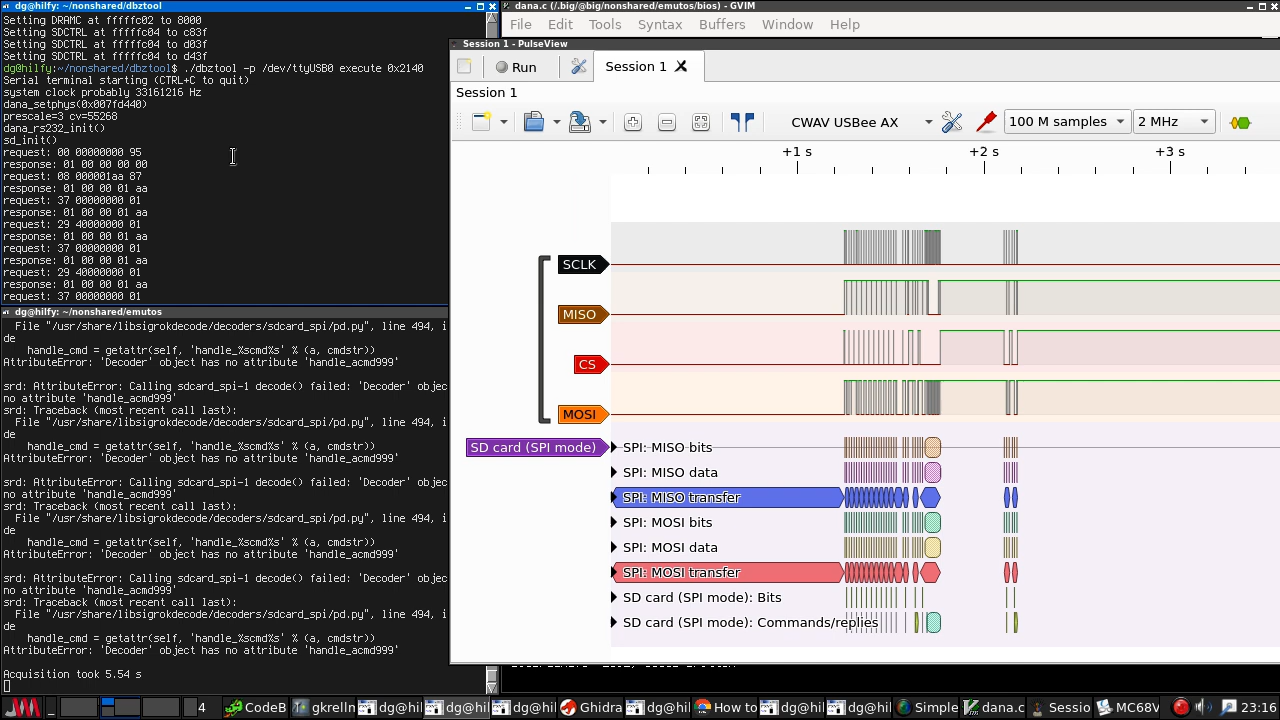 dg@hilfy: ~/nonshared/dbztool
Setting DRAMC at fffffc02 to 8000
Setting SDCTRL at fffffc04 to c83f
Setting SDCTRL at fffffc04 to d03f
Setting SDCTRL at fffffc04 to d43f
dg@hilfy:~/nonshared/dbztool$ ./dbztool -p /dev/ttyUSB0 execute 0x2140
Serial terminal starting (CTRL+C to quit)
system clock probably 33161216 Hz
dana_setphys(0x007fd440)
prescale=3 cv=55268
dana_rs232_init()
sd_init()
request: 00 00000000 95
response: 01 00 00 00 00
request: 08 000001aa 87
response: 01 00 00 01 aa
request: 37 00000000 01
response: 01 00 00 01 aa
request: 29 40000000 01
response: 01 00 00 01 aa
request: 37 00000000 01
response: 01 00 00 01 aa
request: 29 40000000 01
response: 01 00 00 01 aa
request: 37 00000000 01
dg@hilfy: ~/nonshared/emutos
File "/usr/share/libsigrokdecode/decoders/sdcard_spi/pd.py", line 494, i
de
handle_cmd = getattr(self, 'handle_%scmd%s' % (a, cmdstr))
AttributeError: 'Decoder' object has no attribute 'handle_acmd999'
srd: AttributeError: Calling sdcard_spi-1 decode() failed: 'Decoder' objec
no attribute 'handle_acmd999'
srd: Traceback (most recent call last):
File "/usr/share/libsigrokdecode/decoders/sdcard_spi/pd.py", line 494, i
de
handle_cmd = getattr(self, 'handle_%scmd%s' % (a, cmdstr))
AttributeError: 'Decoder' object has no attribute 'handle_acmd999'
srd: AttributeError: Calling sdcard_spi-1 decode() failed: 'Decoder' objec
no attribute 'handle_acmd999'
srd: Traceback (most recent call last):
File "/usr/share/libsigrokdecode/decoders/sdcard_spi/pd.py", line 494, i
de
handle_cmd = getattr(self, 'handle_%scmd%s' % (a, cmdstr))
AttributeError: 'Decoder' object has no attribute 'handle_acmd999'
srd: AttributeError: Calling sdcard_spi-1 decode() failed: 'Decoder' objec
no attribute 'handle_acmd999'
srd: Traceback (most recent call last):
File "/usr/share/libsigrokdecode/decoders/sdcard_spi/pd.py", line 494, i
de
handle_cmd = getattr(self, 'handle_%scmd%s' % (a, cmdstr))
AttributeError: 'Decoder' object has no attribute 'handle_acmd999'
Acquisition took 5.54 s
dana.c (/.big/@big/nonshared/emutos/bios) - GVIM
File Edit Tools Syntax Buffers Window Help
Session 1 - PulseView
Run Session 1
Session 1
CWAV USBee AX 100 M samples 2 MHz
+1 s +2 s +3 s
SCLK
MISO
CS
MOSI
SD card (SPI mode) SPI: MISO bits
SPI: MISO data
SPI: MISO transfer
SPI: MOSI bits
SPI: MOSI data
SPI: MOSI transfer
SD card (SPI mode): Bits
SD card (SPI mode): Commands/replies
4 CodeB gkrelln dg@hil dg@hil dg@hil Ghidra dg@hil How to dg@hil dg@hil Simple dana.c Sessio MC68V 23:16